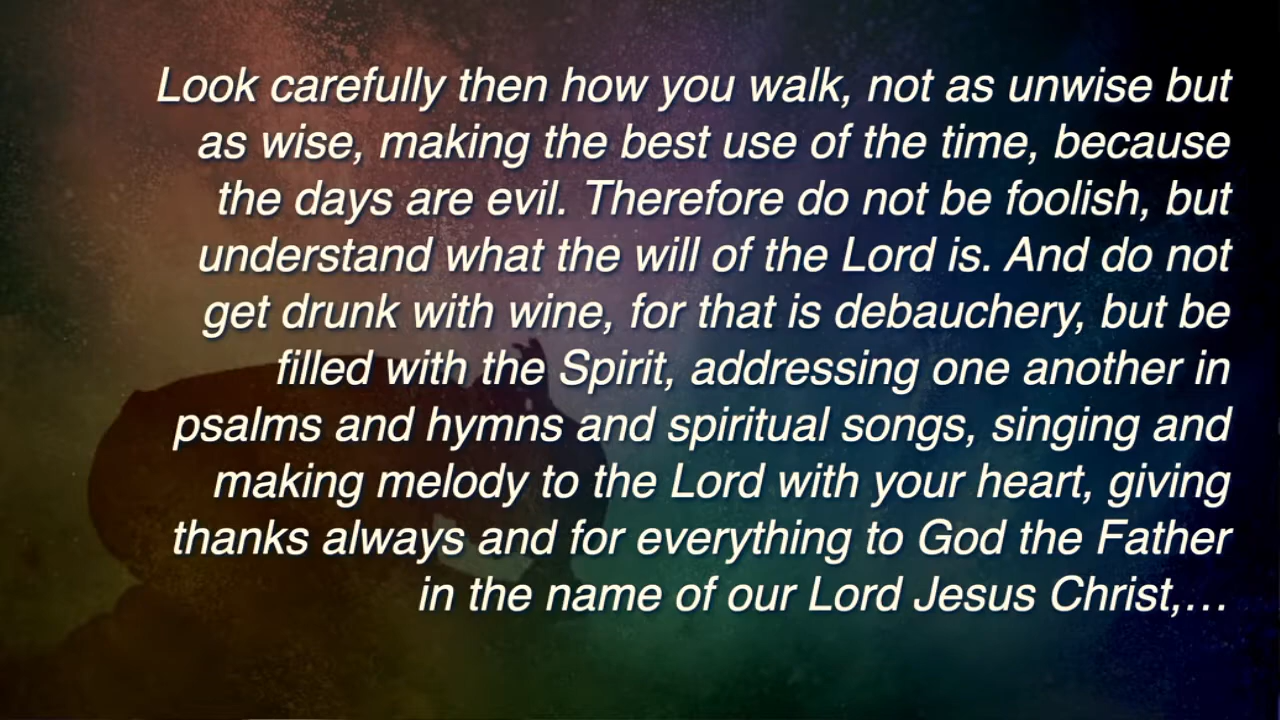 Look carefully then how you walk, not as unwise but
as wise, making the best use of the time, because
the days are evil. Therefore do not be foolish, but
understand what the will of the Lord is. And do not
get drunk with wine, for that is debauchery, but be
filled with the Spirit, addressing one another in
psalms and hymns and spiritual songs, singing and
making melody to the Lord with your heart, giving
thanks always and for everything to God the Father
in the name of our Lord Jesus Christ,…